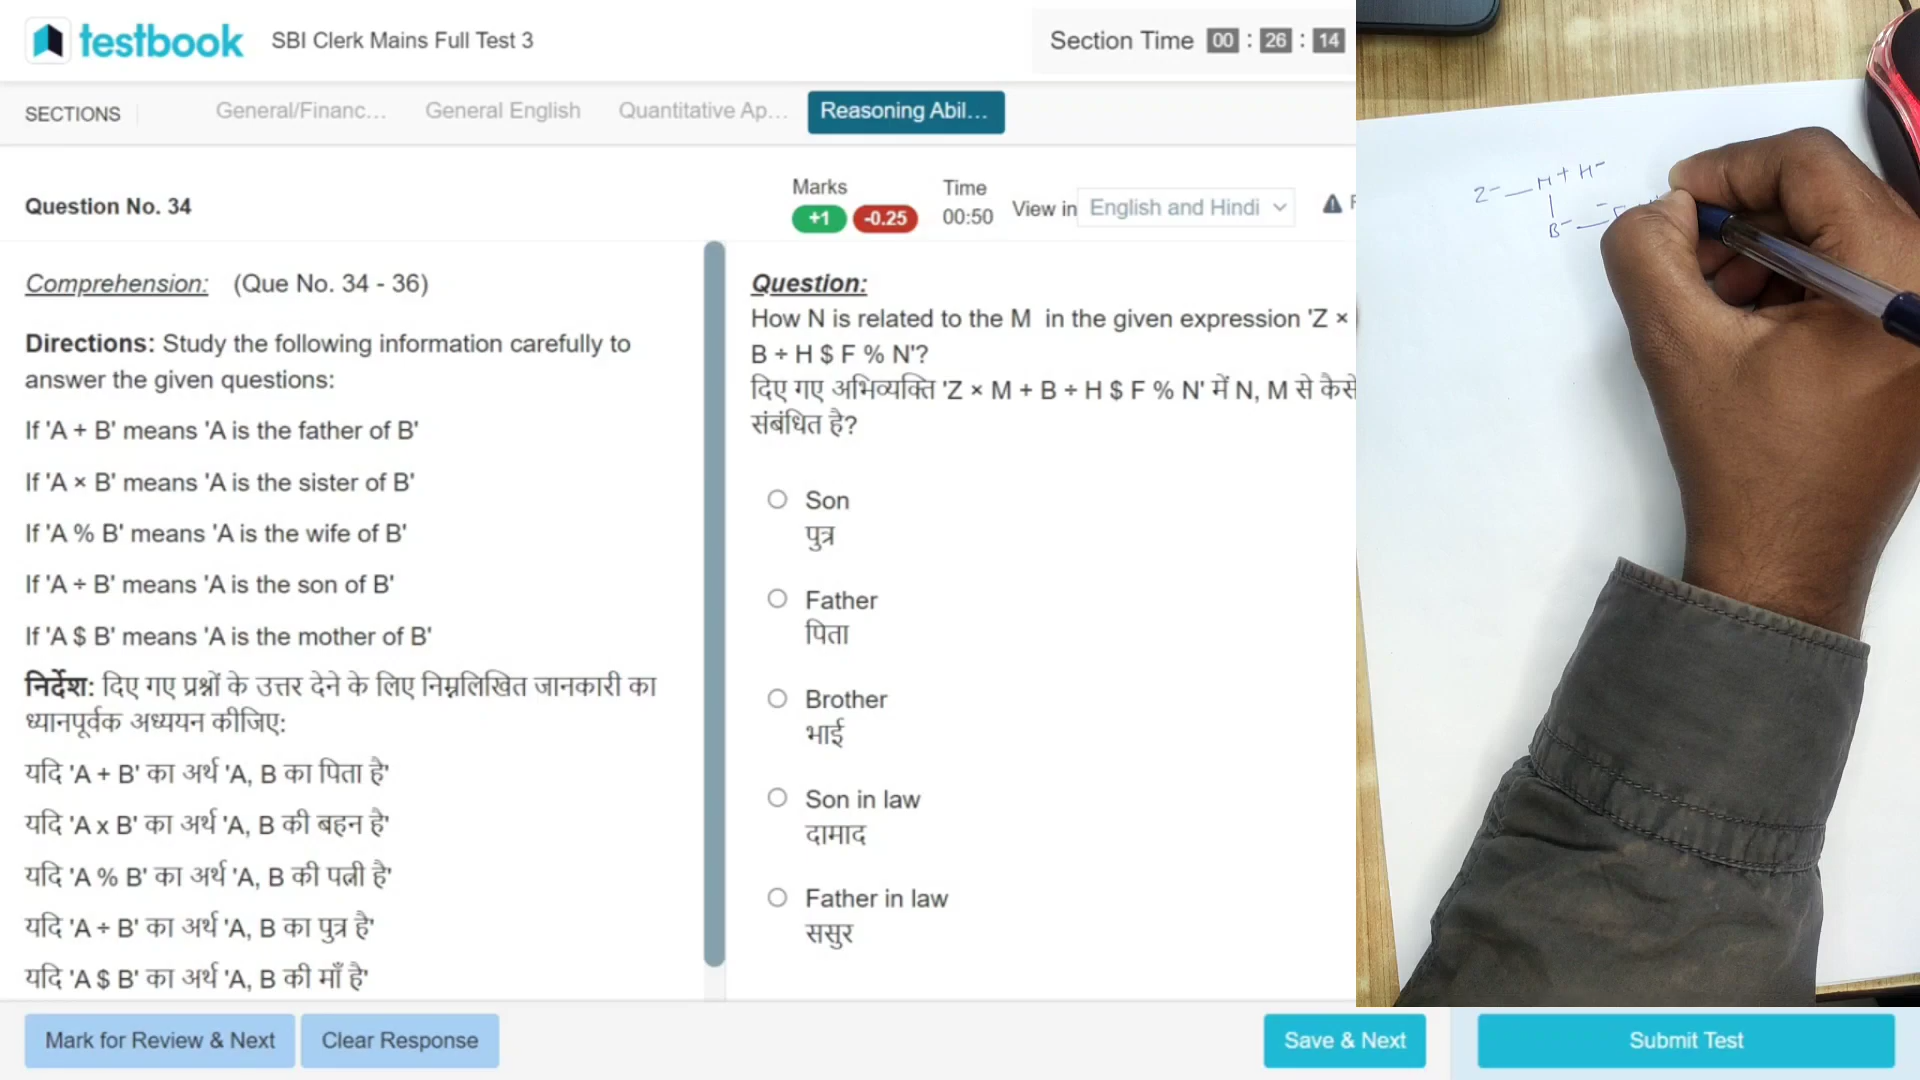 testbook SBI Clerk Mains Full Test 3
Section Time 00 : 26 : 14
SECTIONS General/Financ... General English Quantitative Ap... Reasoning Abil...
Question No. 34
Marks Time
+1 -0.25 00:50 View in English and Hindi
Comprehension: (Que No. 34 - 36)
Directions: Study the following information carefully to
answer the given questions:
If 'A + B' means 'A is the father of B'
If 'A × B' means 'A is the sister of B'
If 'A % B' means 'A is the wife of B'
If 'A ÷ B' means 'A is the son of B'
If 'A $ B' means 'A is the mother of B'
निर्देश: दिए गए प्रश्नों के उत्तर देने के लिए निम्नलिखित जानकारी का
ध्यानपूर्वक अध्ययन कीजिए:
यदि 'A + B' का अर्थ 'A, B का पिता है'
यदि 'A x B' का अर्थ 'A, B की बहन है'
यदि 'A % B' का अर्थ 'A, B की पत्नी है'
यदि 'A ÷ B' का अर्थ 'A, B का पुत्र है'
यदि 'A $ B' का अर्थ 'A, B की माँ है'
Question:
How N is related to the M in the given expression 'Z ×
B ÷ H $ F % N'?
दिए गए अभिव्यक्ति 'Z × M + B ÷ H $ F % N' में N, M से कैसे
संबंधित है?
Son
पुत्र
Father
पिता
Brother
भाई
Son in law
दामाद
Father in law
ससुर
Z- M+ H-
B-
Mark for Review & Next Clear Response Save & Next Submit Test